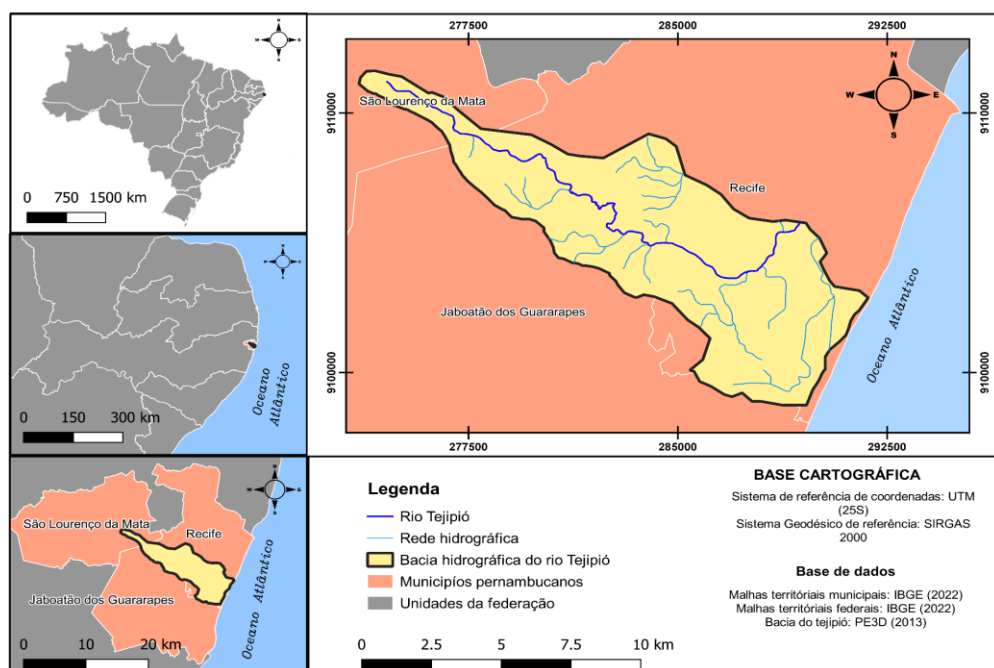 N
W E
S
0 750 1500 km
N
W E
S
Oceano
Atlântico
0 150 300 km
N
W E
S
São Lourenço da Mata
Recife
Jaboatão dos Guararapes
Oceano Atlântico
0 10 20 km
277500 285000 292500
9110000
9100000
São Lourenço da Mata
Recife
Jaboatão dos Guararapes
Oceano Atlântico
N
W E
S
9110000
9100000
277500 285000 292500
Legenda
Rio Tejipió
Rede hidrográfica
Bacia hidrográfica do rio Tejipió
Municípios pernambucanos
Unidades da federação
0 2.5 5 7.5 10 km
BASE CARTOGRÁFICA
Sistema de referência de coordenadas: UTM
(25S)
Sistema Geodésico de referência: SIRGAS
2000
Base de dados
Malhas territóriais municipais: IBGE (2022)
Malhas territóriais federais: IBGE (2022)
Bacia do tejipió: PE3D (2013)